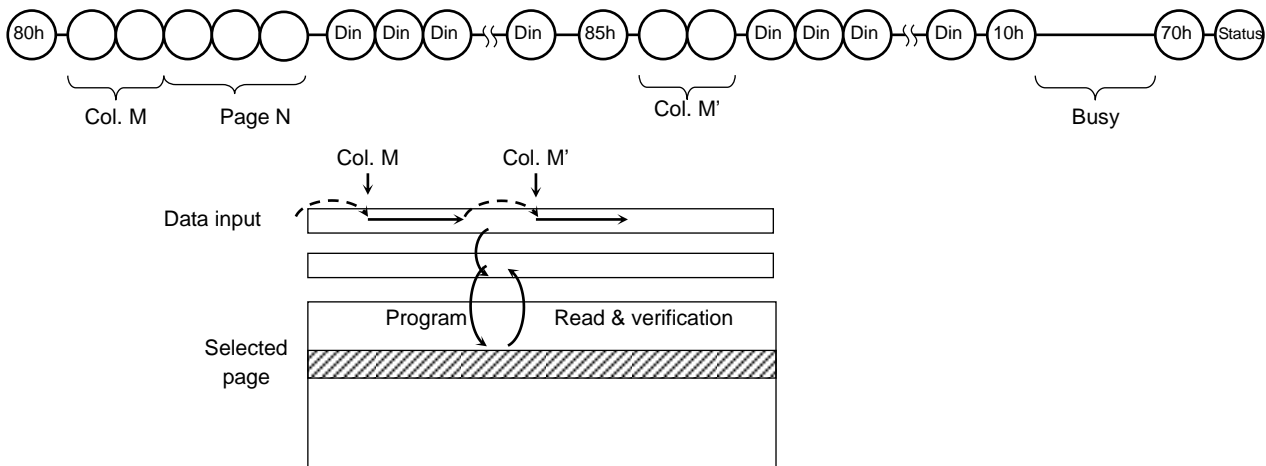 80h Din Din Din Din 85h Din Din Din Din 10h 70h Status
Col. M Page N Col. M' Busy
Col. M Col. M'
Data input
Program Read & verification
Selected
page